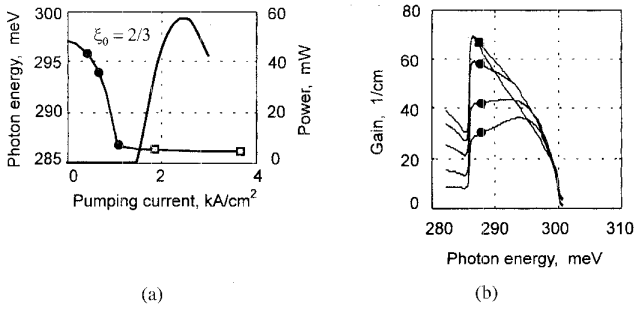 300
295
290
285
Photon energy, meV
ξ₀ = 2/3
60
40
20
0
Power, mW
0 2 4
Pumping current, kA/cm²
(a)
80
60
40
20
0
Gain, 1/cm
280 290 300 310
Photon energy, meV
(b)